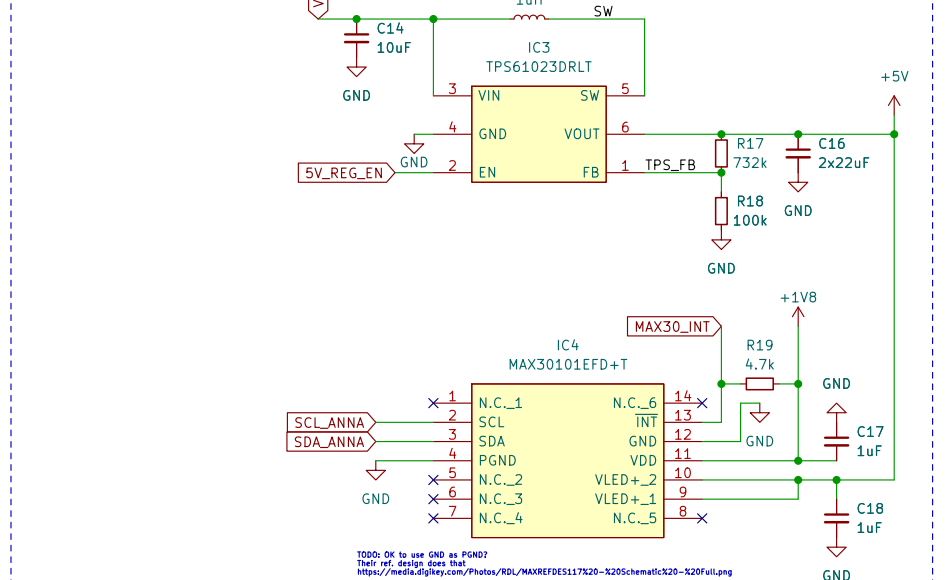 SW
C14
10uF
GND
IC3
TPS61023DRLT
3 VIN
SW 5
4 GND
VOUT 6
GND
5V_REG_EN
2 EN
FB 1
TPS_FB
+5V
R17
732k
C16
2x22uF
GND
R18
100k
GND
+1V8
MAX30_INT
IC4
MAX30101EFD+T
R19
4.7k
GND
1 N.C._1
N.C._6 14
SCL_ANNA
2 SCL
INT 13
SDA_ANNA
3 SDA
GND 12
GND
C17
1uF
4 PGND
VDD 11
GND
5 N.C._2
VLED+_2 10
6 N.C._3
VLED+_1 9
7 N.C._4
N.C._5 8
C18
1uF
GND
TODO: OK to use GND as PGND?
Their ref. design does that
https://media.digikey.com/Photos/RDL/MAXREFDES117%20-%20Schematic%20-%20Full.png